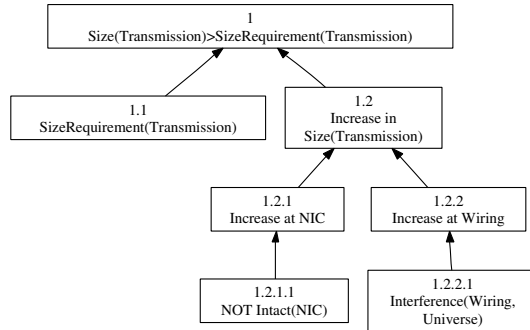 1
Size(Transmission)>SizeRequirement(Transmission)
1.1
SizeRequirement(Transmission)
1.2
Increase in
Size(Transmission)
1.2.1
Increase at NIC
1.2.2
Increase at Wiring
1.2.1.1
NOT Intact(NIC)
1.2.2.1
Interference(Wiring,
Universe)